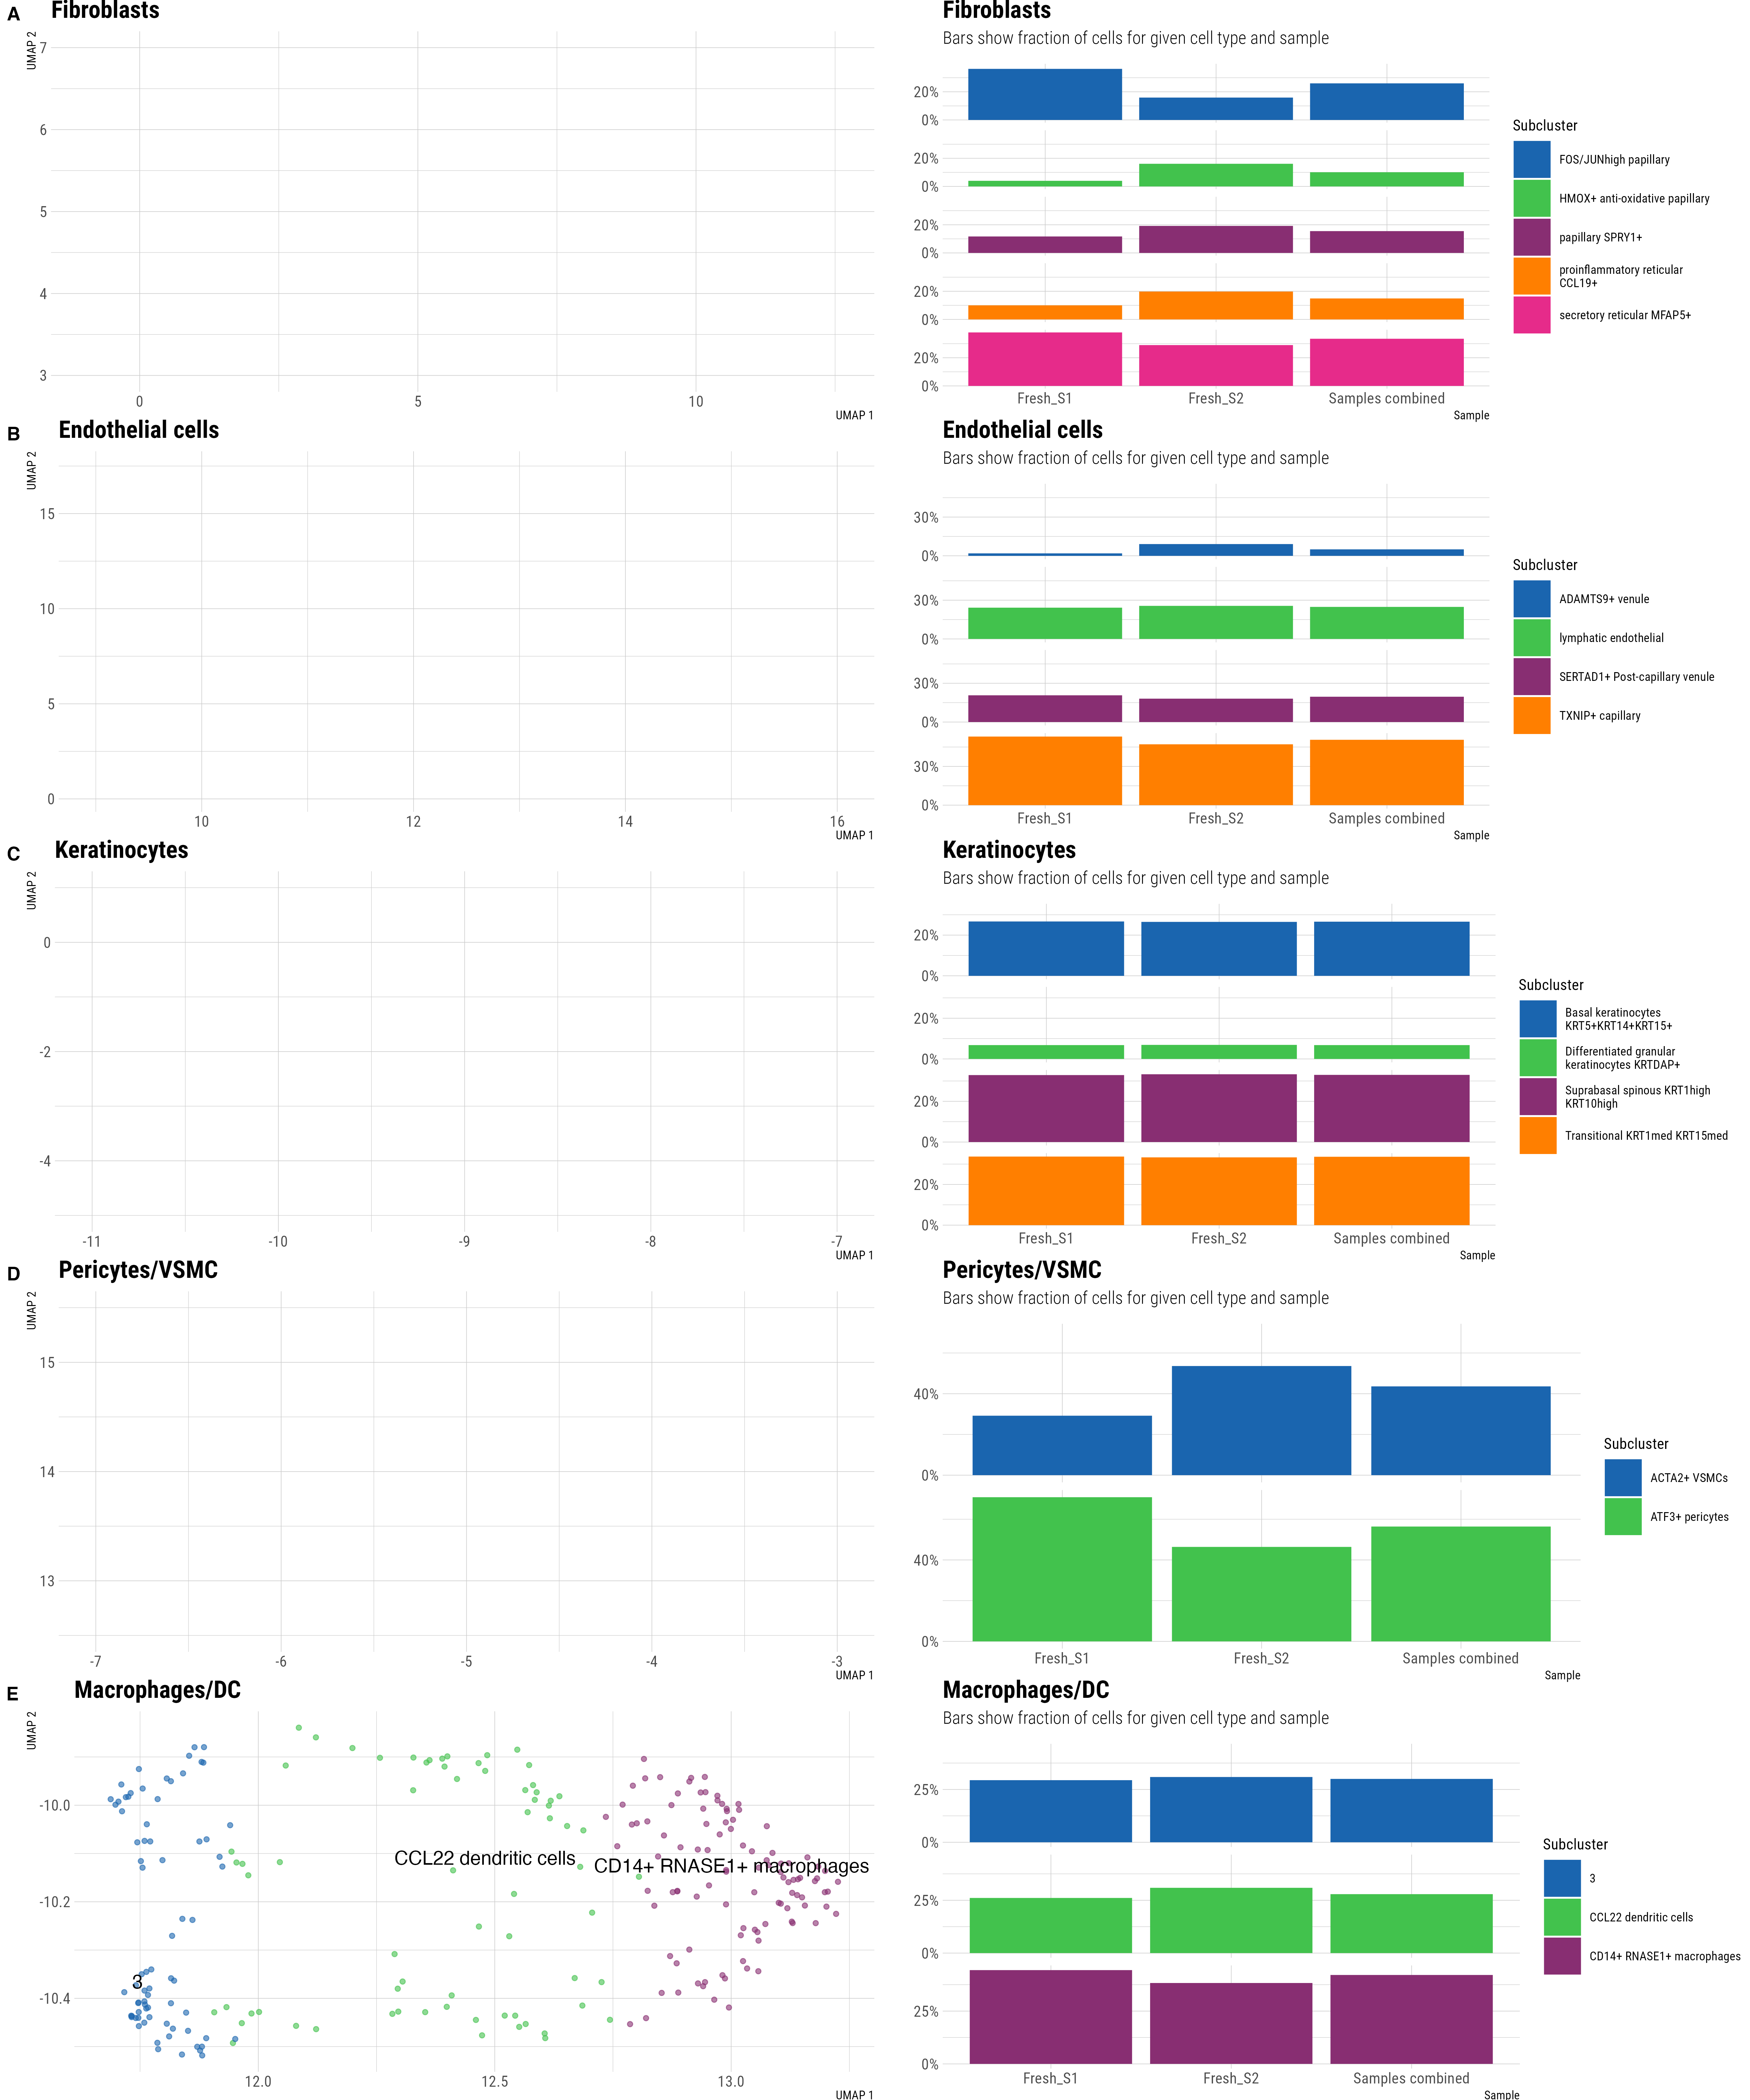 A
Fibroblasts
UMAP 2
7
6
5
4
3
0
5
10
UMAP 1
Fibroblasts
Bars show fraction of cells for given cell type and sample
20%
0%
20%
0%
20%
0%
20%
0%
20%
0%
Fresh_S1
Fresh_S2
Samples combined
Sample
Subcluster
FOS/JUNhigh papillary
HMOX+ anti-oxidative papillary
papillary SPRY1+
proinflammatory reticular
CCL19+
secretory reticular MFAP5+
B
Endothelial cells
UMAP 2
15
10
5
0
10
12
14
16
UMAP 1
Endothelial cells
Bars show fraction of cells for given cell type and sample
30%
0%
30%
0%
30%
0%
30%
0%
Fresh_S1
Fresh_S2
Samples combined
Sample
Subcluster
ADAMTS9+ venule
lymphatic endothelial
SERTAD1+ Post-capillary venule
TXNIP+ capillary
C
Keratinocytes
UMAP 2
0
-2
-4
-11
-10
-9
-8
-7
UMAP 1
Keratinocytes
Bars show fraction of cells for given cell type and sample
20%
0%
20%
0%
20%
0%
20%
0%
Fresh_S1
Fresh_S2
Samples combined
Sample
Subcluster
Basal keratinocytes
KRT5+KRT14+KRT15+
Differentiated granular
keratinocytes KRTDAP+
Suprabasal spinous KRT1high
KRT10high
Transitional KRT1med KRT15med
D
Pericytes/VSMC
UMAP 2
15
14
13
-7
-6
-5
-4
-3
UMAP 1
Pericytes/VSMC
Bars show fraction of cells for given cell type and sample
40%
0%
40%
0%
Fresh_S1
Fresh_S2
Samples combined
Sample
Subcluster
ACTA2+ VSMCs
ATF3+ pericytes
E
Macrophages/DC
UMAP 2
-10.0
-10.2
-10.4
CCL22 dendritic cells
CD14+ RNASE1+ macrophages
3
12.0
12.5
13.0
UMAP 1
Macrophages/DC
Bars show fraction of cells for given cell type and sample
25%
0%
25%
0%
25%
0%
Fresh_S1
Fresh_S2
Samples combined
Sample
Subcluster
3
CCL22 dendritic cells
CD14+ RNASE1+ macrophages